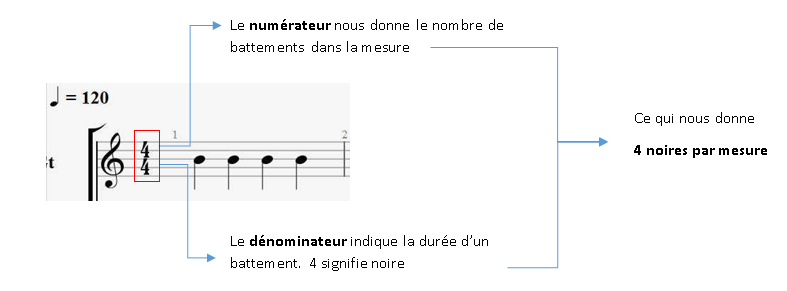 Le numérateur nous donne le nombre de
battements dans la mesure
♩ = 120
1
2
4
4
t
Ce qui nous donne
4 noires par mesure
Le dénominateur indique la durée d’un
battement.  4 signifie noire